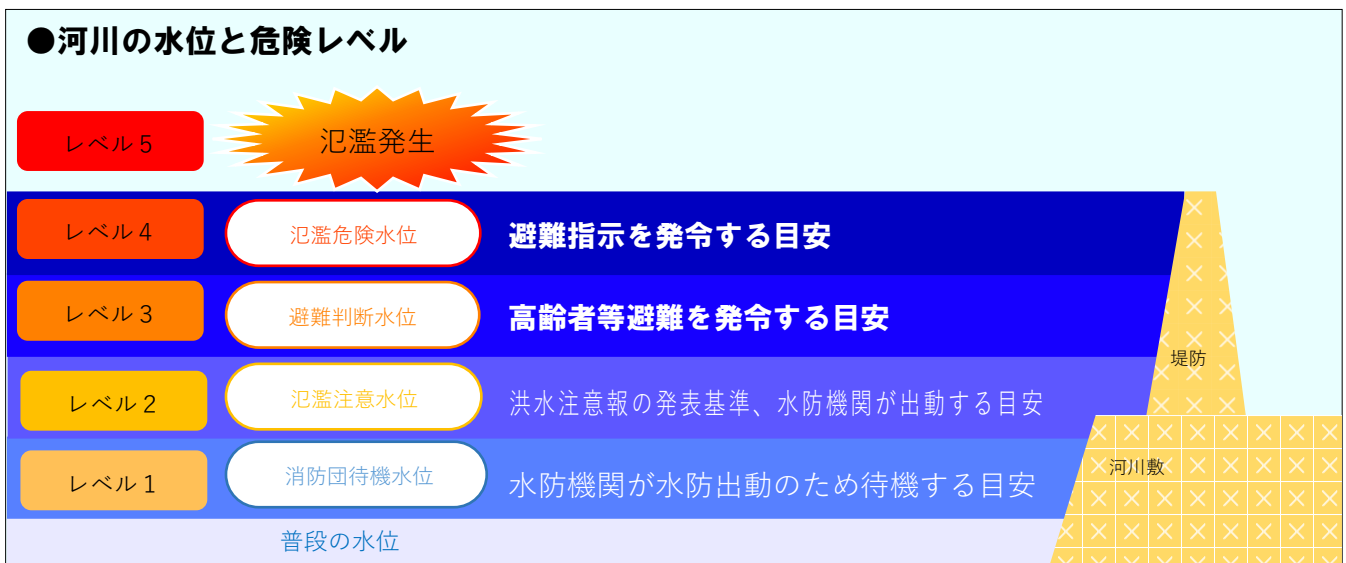 ●河川の水位と危険レベル
レベル５
氾濫発生
レベル４
氾濫危険水位
避難指示を発令する目安
レベル３
避難判断水位
高齢者等避難を発令する目安
堤防
レベル２
氾濫注意水位
洪水注意報の発表基準、水防機関が出動する目安
河川敷
レベル１
消防団待機水位
水防機関が水防出動のため待機する目安
普段の水位